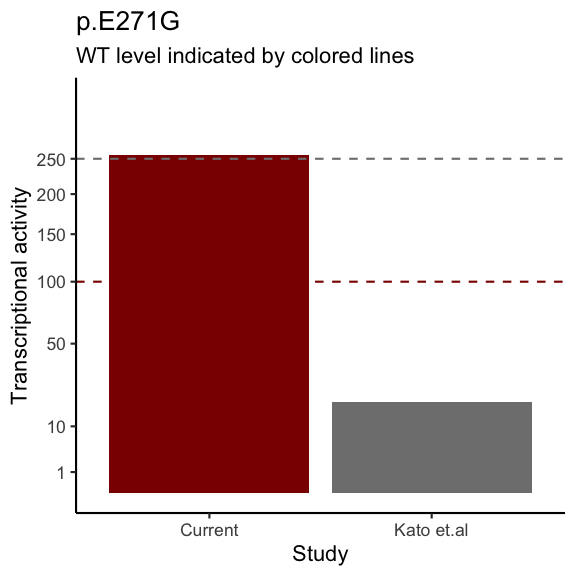 p.E271G
WT level indicated by colored lines
Transcriptional activity
250
200
150
100
50
10
1
Current
Kato et.al
Study